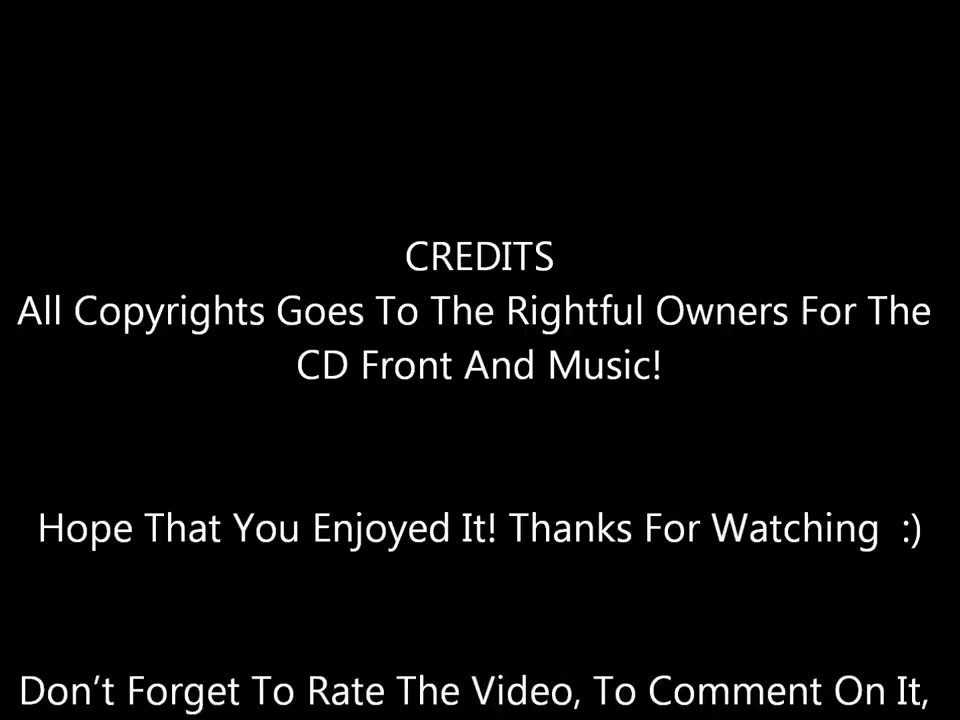 CREDITS
All Copyrights Goes To The Rightful Owners For The
CD Front And Music!
Hope That You Enjoyed It! Thanks For Watching  :)
Don’t Forget To Rate The Video, To Comment On It,